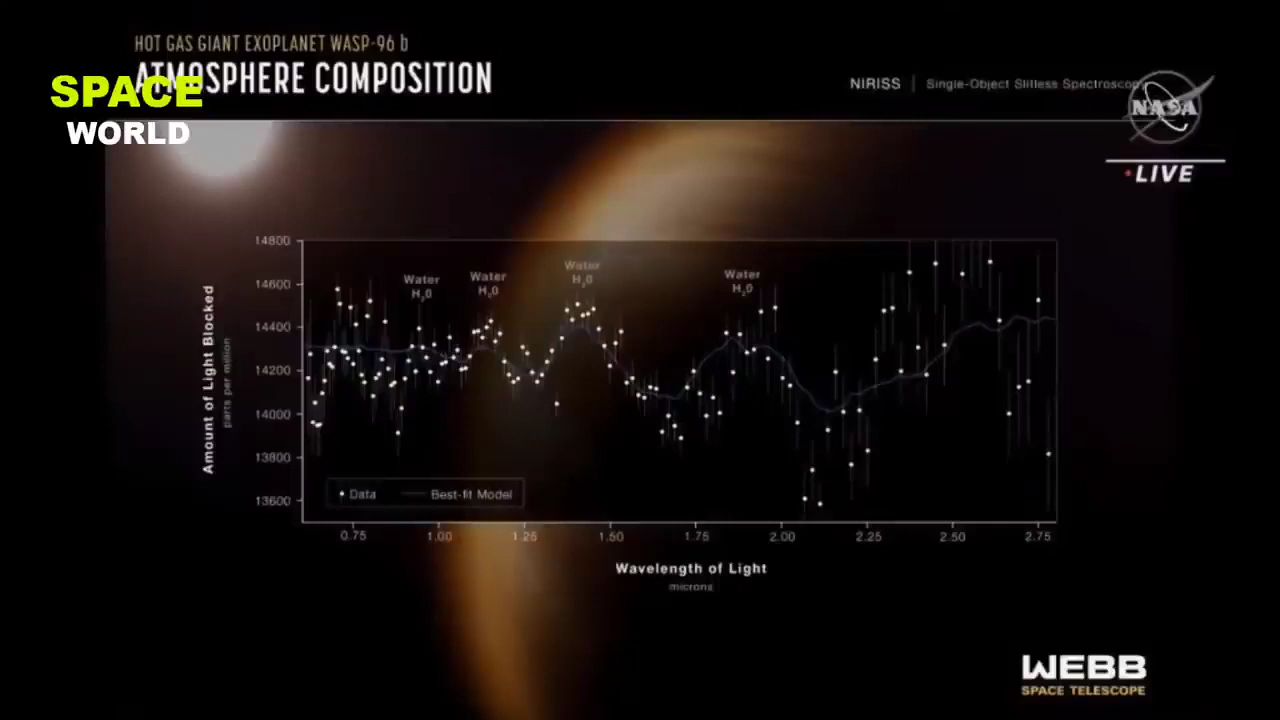 HOT GAS GIANT EXOPLANET WASP-96 b
ATMOSPHERE COMPOSITION
SPACE
WORLD
NIRISS | Single-Object Slitless Spectroscopy
NASA
LIVE
Amount of Light Blocked
parts per million
14800
14600
14400
14200
14000
13800
13600
Water
H₂O
Water
H₂O
Water
H₂O
Water
H₂O
Data
Best-fit Model
0.75 1.00 1.25 1.50 1.75 2.00 2.25 2.50 2.75
Wavelength of Light
microns
WEBB
SPACE TELESCOPE